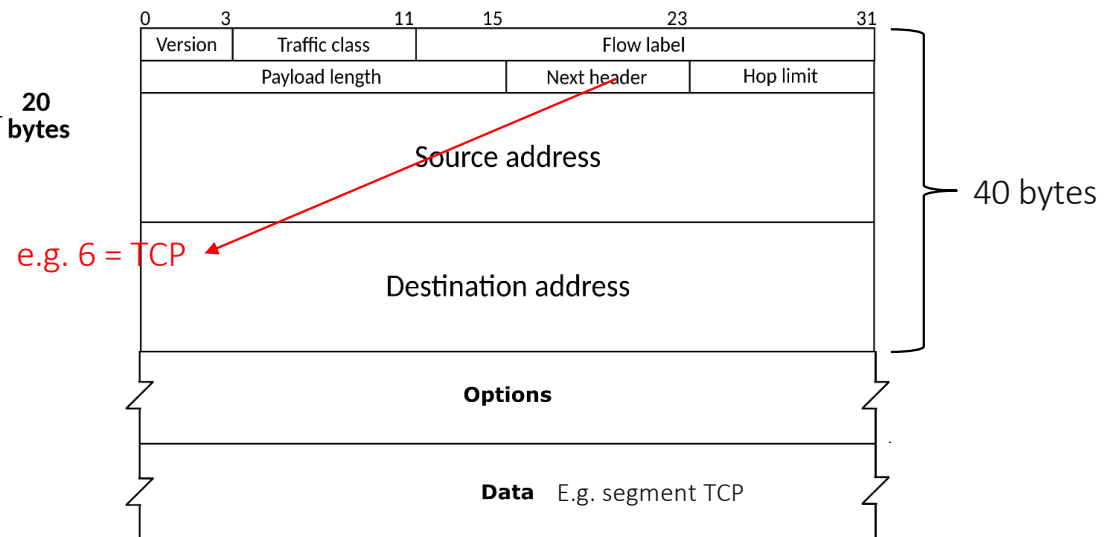 0 3 11 15 23 31
Version Traffic class Flow label
Payload length Next header Hop limit
20
bytes
Source address
40 bytes
e.g. 6 = TCP
Destination address
Options
Data E.g. segment TCP